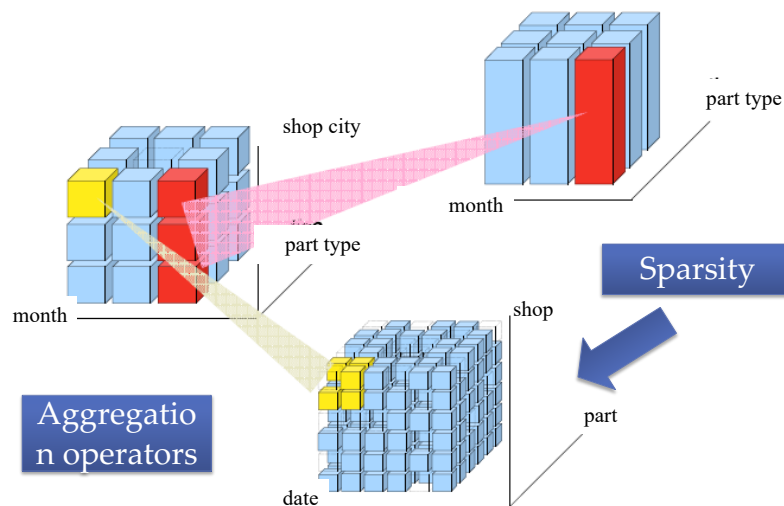 part type
shop city
month
part type
Sparsity
month
shop
part
Aggregatio
n operators
date